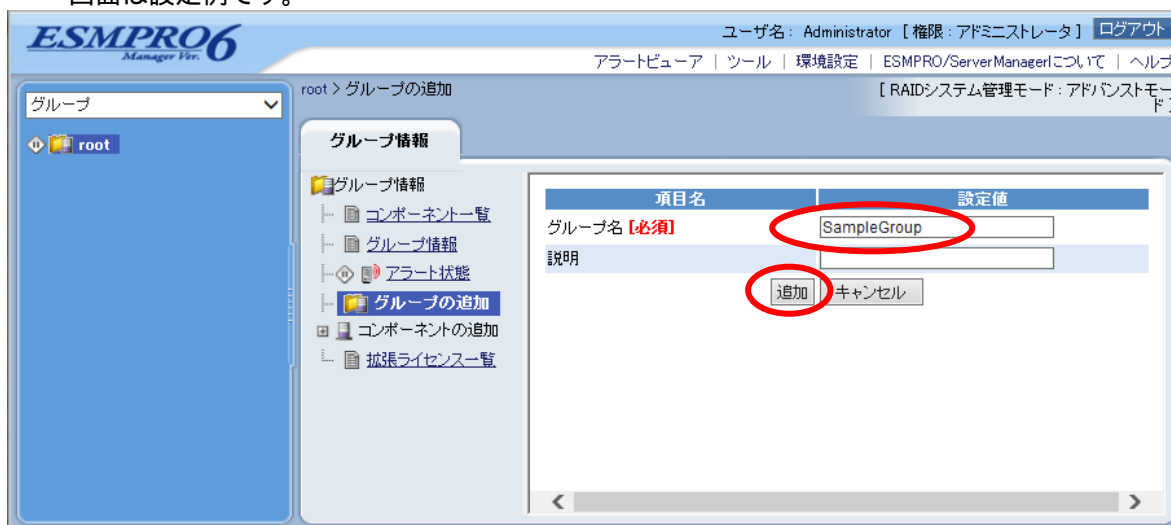 画面は設定例です。
ESMPRO6
Manager Ver.
ユーザ名： Administrator [ 権限：アドミニストレータ ] ログアウト
アラートビューア | ツール | 環境設定 | ESMPRO/ServerManagerについて | ヘルプ
グループ
root > グループの追加
[ RAIDシステム管理モード：アドバンストモード ]
root
グループ情報
グループ情報
コンポーネント一覧
グループ情報
アラート状態
グループの追加
コンポーネントの追加
拡張ライセンス一覧
項目名 設定値
グループ名 [必須] SampleGroup
説明
追加 キャンセル